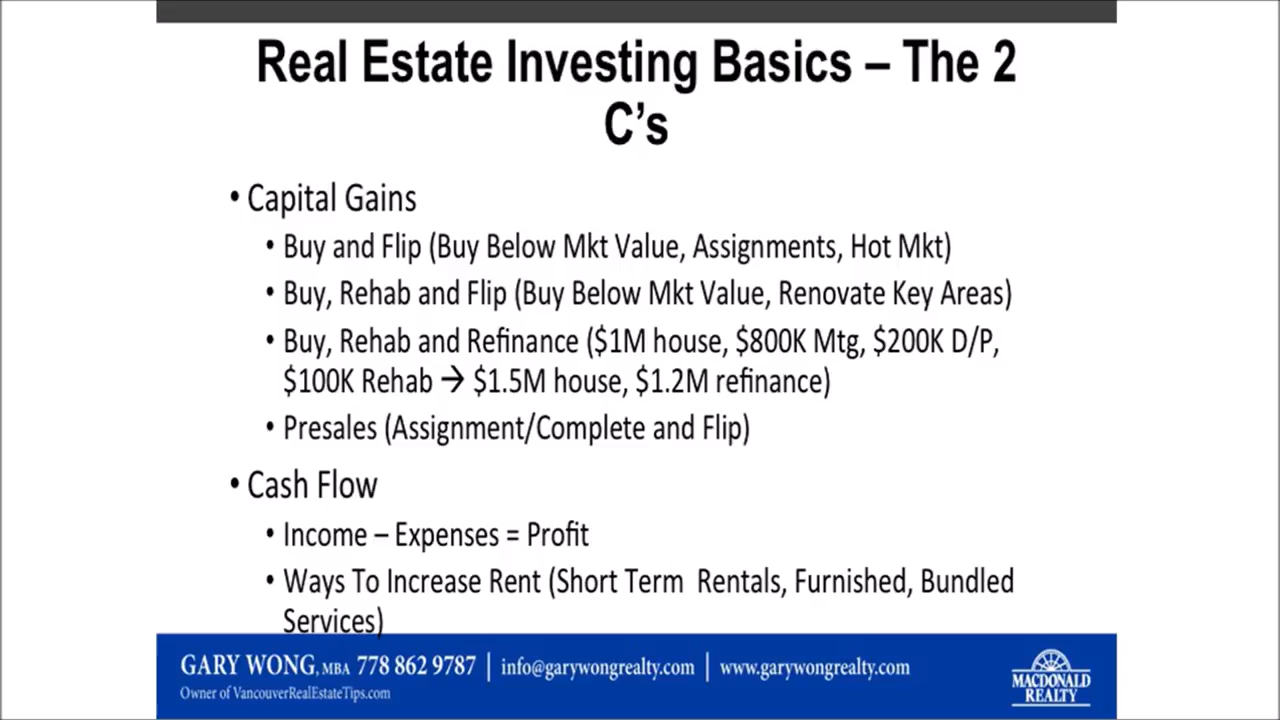 Real Estate Investing Basics – The 2
C’s
• Capital Gains
• Buy and Flip (Buy Below Mkt Value, Assignments, Hot Mkt)
• Buy, Rehab and Flip (Buy Below Mkt Value, Renovate Key Areas)
• Buy, Rehab and Refinance ($1M house, $800K Mtg, $200K D/P,
$100K Rehab → $1.5M house, $1.2M refinance)
• Presales (Assignment/Complete and Flip)
• Cash Flow
• Income – Expenses = Profit
• Ways To Increase Rent (Short Term Rentals, Furnished, Bundled
Services)
GARY WONG, MBA 778 862 9787 | info@garywongrealty.com | www.garywongrealty.com
Owner of VancouverRealEstateTips.com
MACDONALD
REALTY